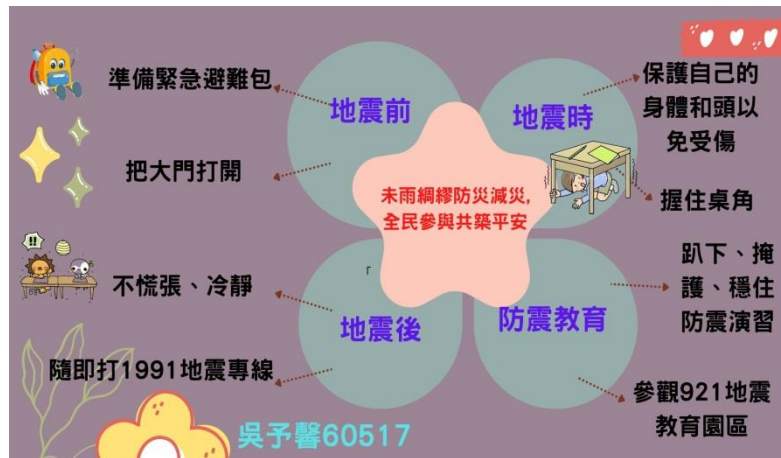 準備緊急避難包
把大門打開
地震前
地震時
保護自己的
身體和頭以
免受傷
握住桌角
未雨綢繆防災減災,
全民參與共築平安
r
!!
不慌張、冷靜
隨即打1991地震專線
地震後
防震教育
趴下、掩
護、穩住
防震演習
參觀921地震
教育園區
吳予馨60517